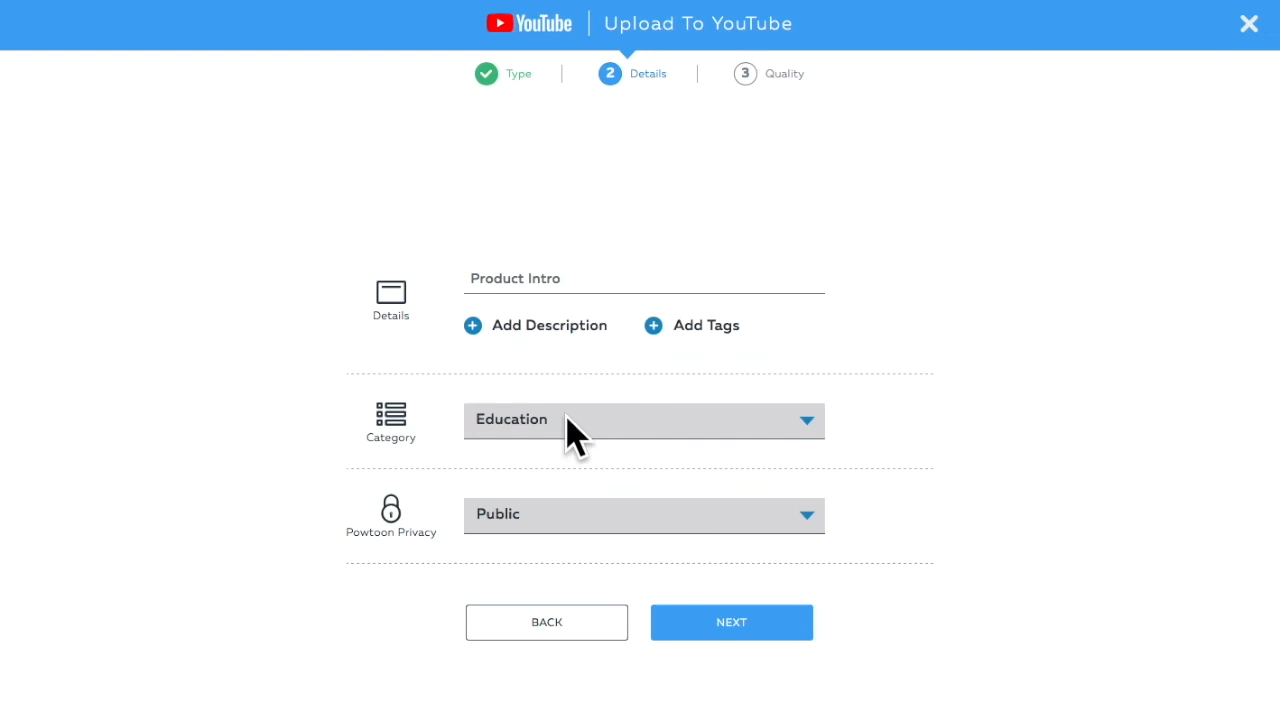 YouTube Upload To YouTube
Type 2 Details 3 Quality
Product Intro
Details
Add Description Add Tags
Education
Category
Public
Powtoon Privacy
BACK NEXT